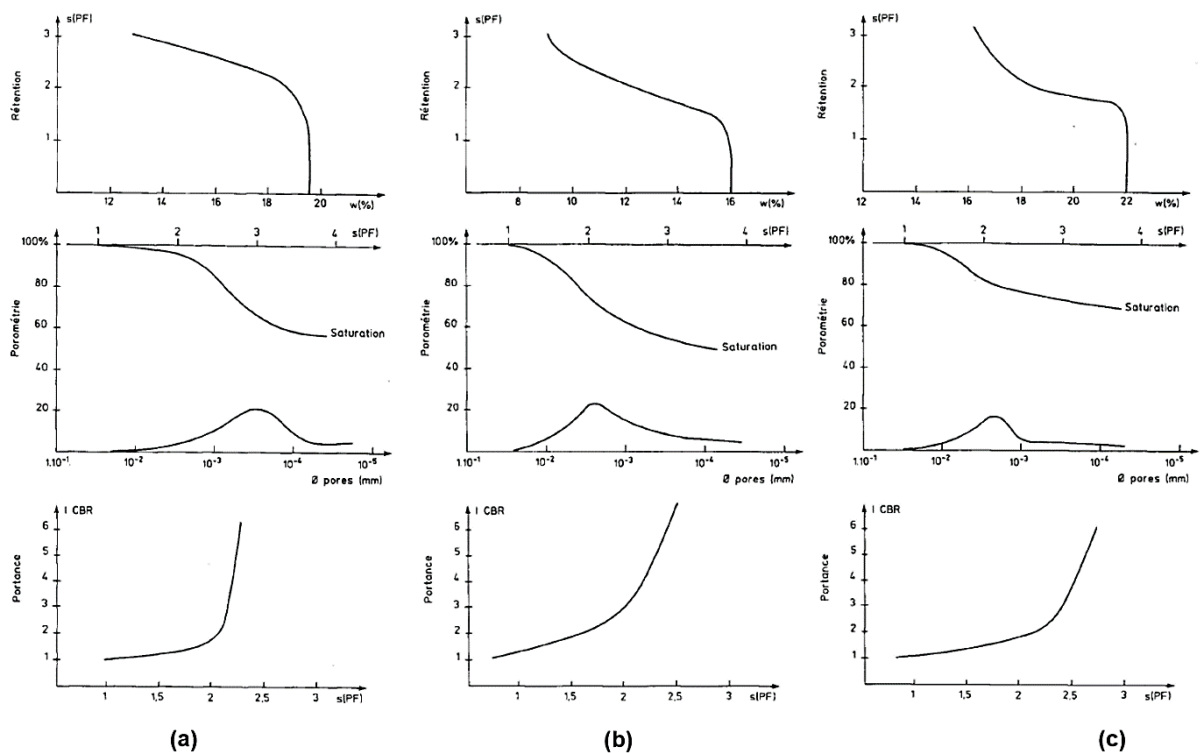 s(PF)
3
2
1
Rétention
12 14 16 18 20 w(%)
s(PF)
3
2
1
Rétention
8 10 12 14 16 w(%)
s(PF)
3
2
1
Rétention
12 14 16 18 20 22 w(%)
1 2 3 4 s(PF)
100%
80
60
40
20
Porométrie
Saturation
1.10⁻¹ 10⁻² 10⁻³ 10⁻⁴ 10⁻⁵
Ø pores (mm)
1 2 3 4 s(PF)
100%
80
60
40
20
Porométrie
Saturation
1.10⁻¹ 10⁻² 10⁻³ 10⁻⁴ 10⁻⁵
Ø pores (mm)
1 2 3 4 s(PF)
100%
80
60
40
20
Porométrie
Saturation
1.10⁻¹ 10⁻² 10⁻³ 10⁻⁴ 10⁻⁵
Ø pores (mm)
I CBR
6
5
4
3
2
1
Portance
1 1,5 2 2,5 3 s(PF)
I CBR
6
5
4
3
2
1
Portance
1 1,5 2 2,5 3 s(PF)
I CBR
6
5
4
3
2
1
Portance
1 1,5 2 2,5 3 s(PF)
(a) (b) (c)